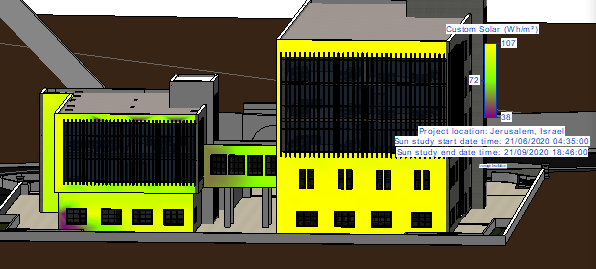 Custom Solar (Wh/m²)
107
72
38
Project location: Jerusalem, Israel
Sun study start date time: 21/06/2020 04:35:00
Sun study end date time: 21/09/2020 18:46:00